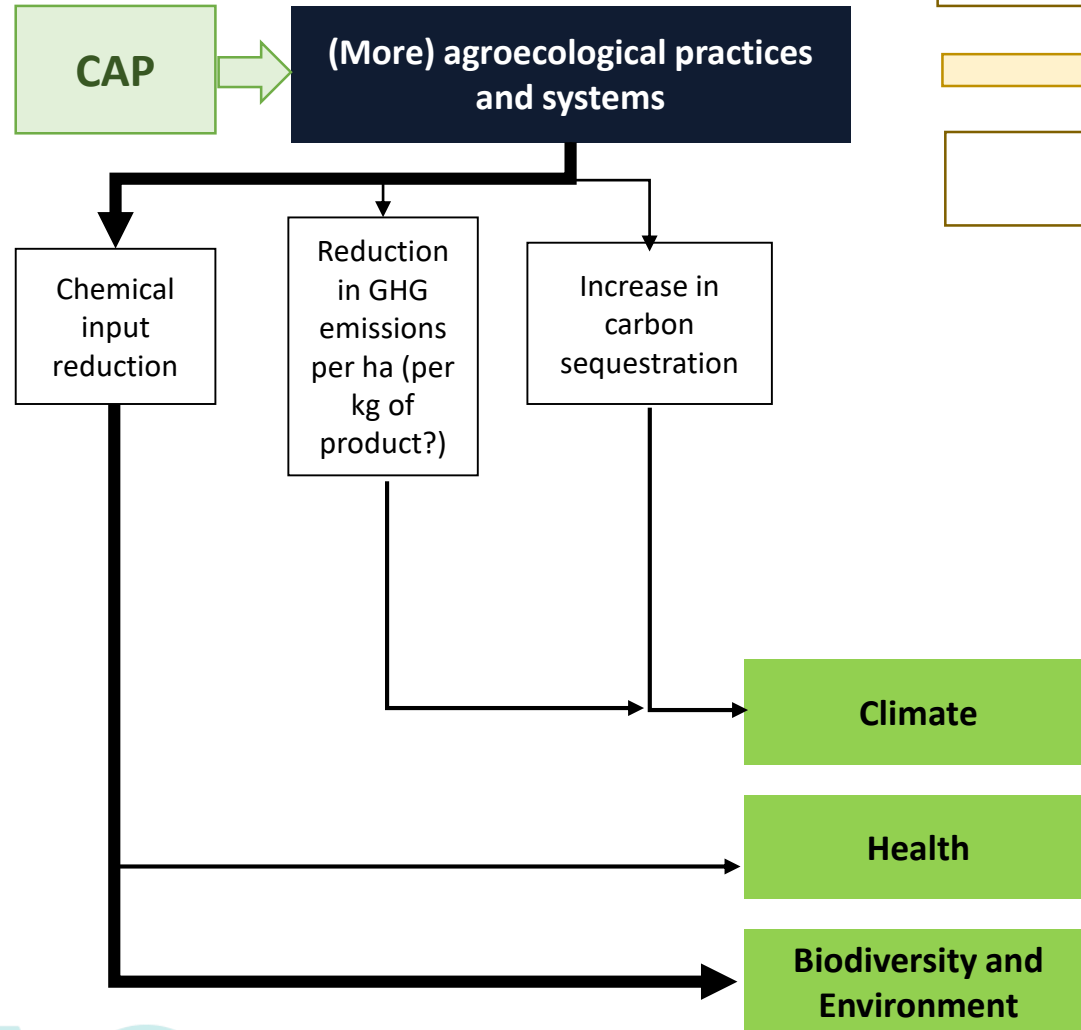 CAP
(More) agroecological practices
and systems
Chemical
input
reduction
Reduction
in GHG
emissions
per ha (per
kg of
product?)
Increase in
carbon
sequestration
Climate
Health
Biodiversity and
Environment